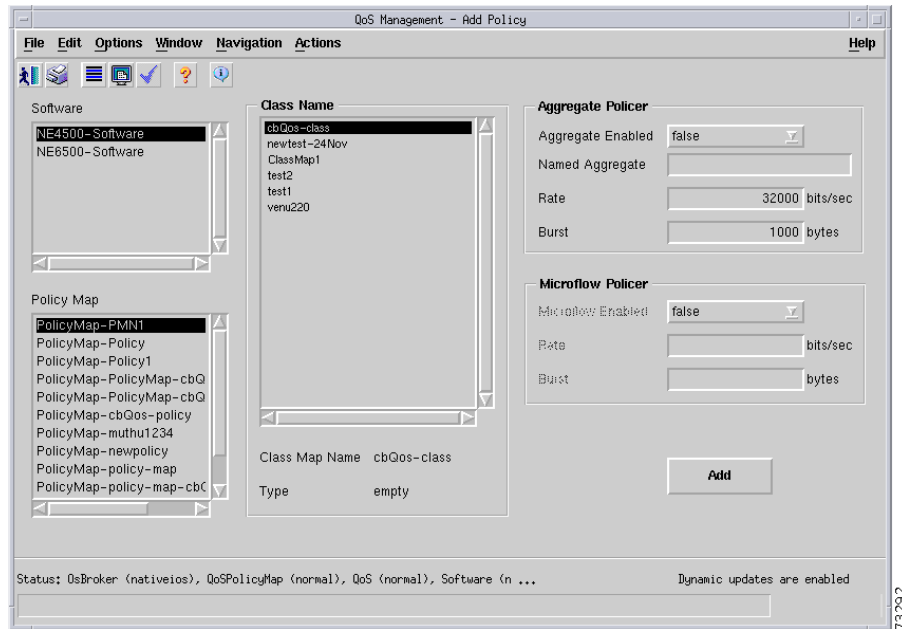 QoS Management - Add Policy
File Edit Options Window Navigation Actions Help
Software
NE4500-Software
NE6500-Software
Policy Map
PolicyMap-PMN1
PolicyMap-Policy
PolicyMap-Policy1
PolicyMap-PolicyMap-cbQ
PolicyMap-PolicyMap-cbQ
PolicyMap-cbQos-policy
PolicyMap-muthu1234
PolicyMap-newpolicy
PolicyMap-policy-map
PolicyMap-policy-map-cbC
Class Name
cbQos-class
newtest-24Nov
ClassMap1
test2
test1
venu220
Class Map Name cbQos-class
Type empty
Aggregate Policer
Aggregate Enabled false
Named Aggregate
Rate 32000 bits/sec
Burst 1000 bytes
Microflow Policer
Microflow Enabled false
Rate bits/sec
Burst bytes
Add
Status: OsBroker (nativeios), QoSPolicyMap (normal), QoS (normal), Software (n ...
Dynamic updates are enabled
73292